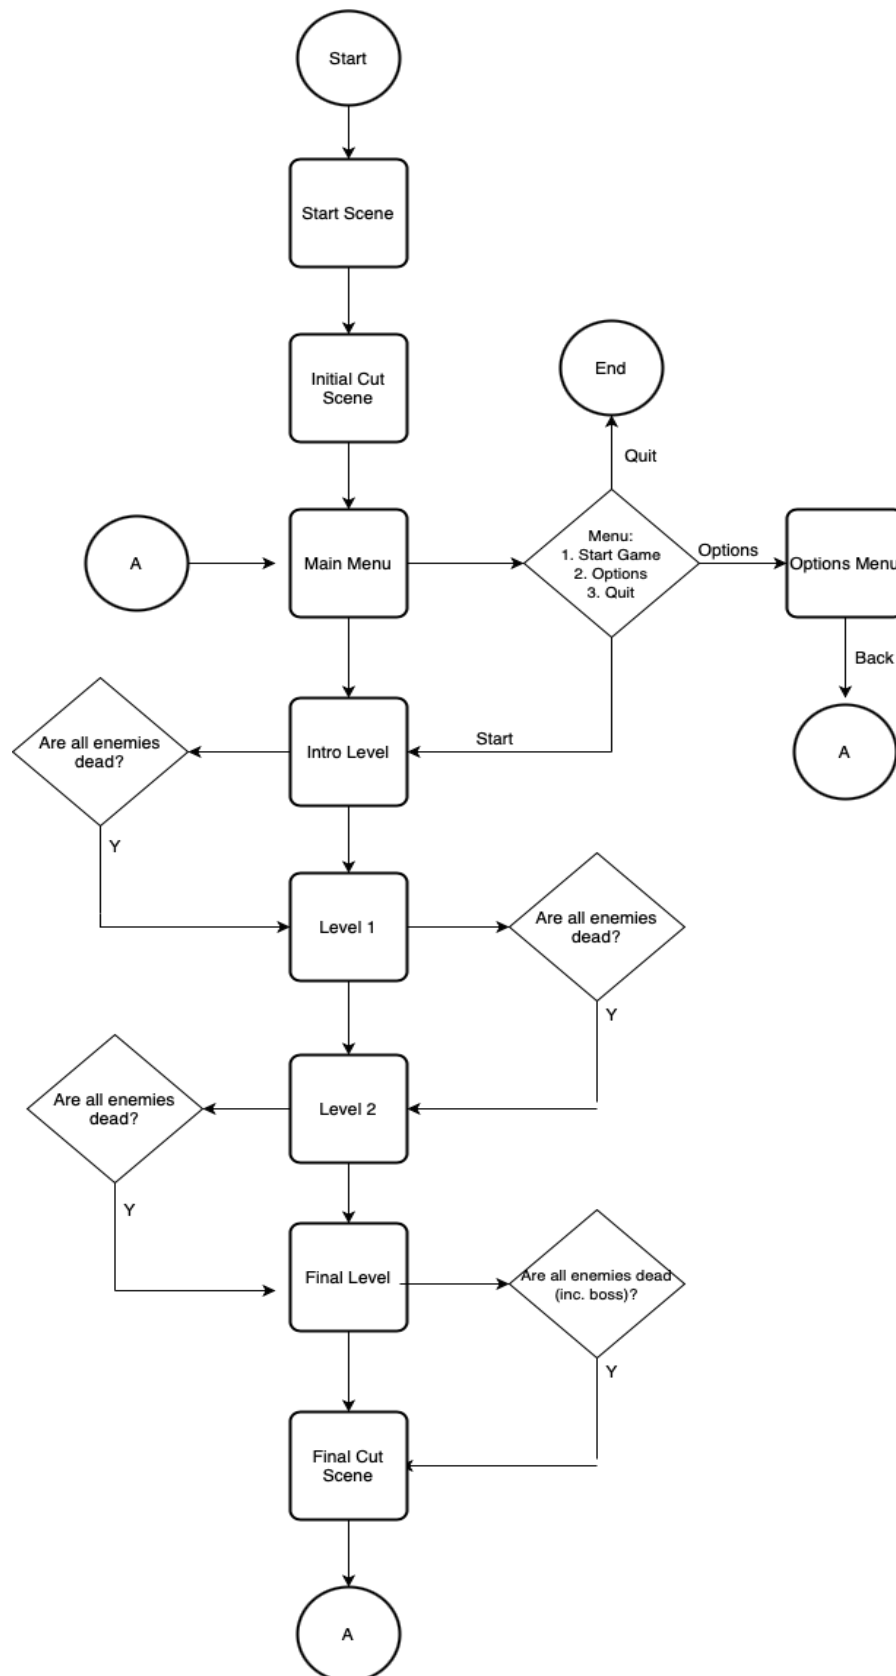 Start
Start Scene
Initial Cut
Scene
End
Quit
A
Main Menu
Menu:
1. Start Game
2. Options
3. Quit
Options
Options Menu
Back
Are all enemies
dead?
Intro Level
Start
A
Y
Level 1
Are all enemies
dead?
Y
Are all enemies
dead?
Level 2
Y
Final Level
Are all enemies dead
(inc. boss)?
Y
Final Cut
Scene
A